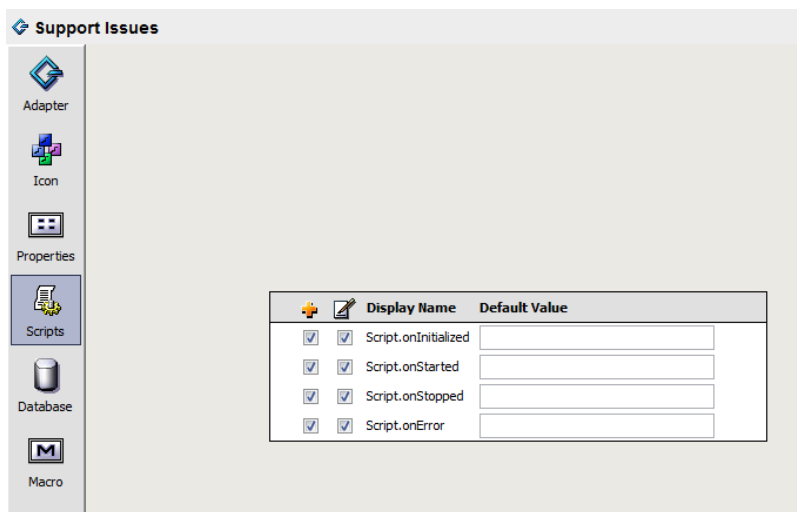 Support Issues
Adapter
Icon
Properties
Scripts
Database
M
Macro
Display Name Default Value
Script.onInitialized
Script.onStarted
Script.onStopped
Script.onError